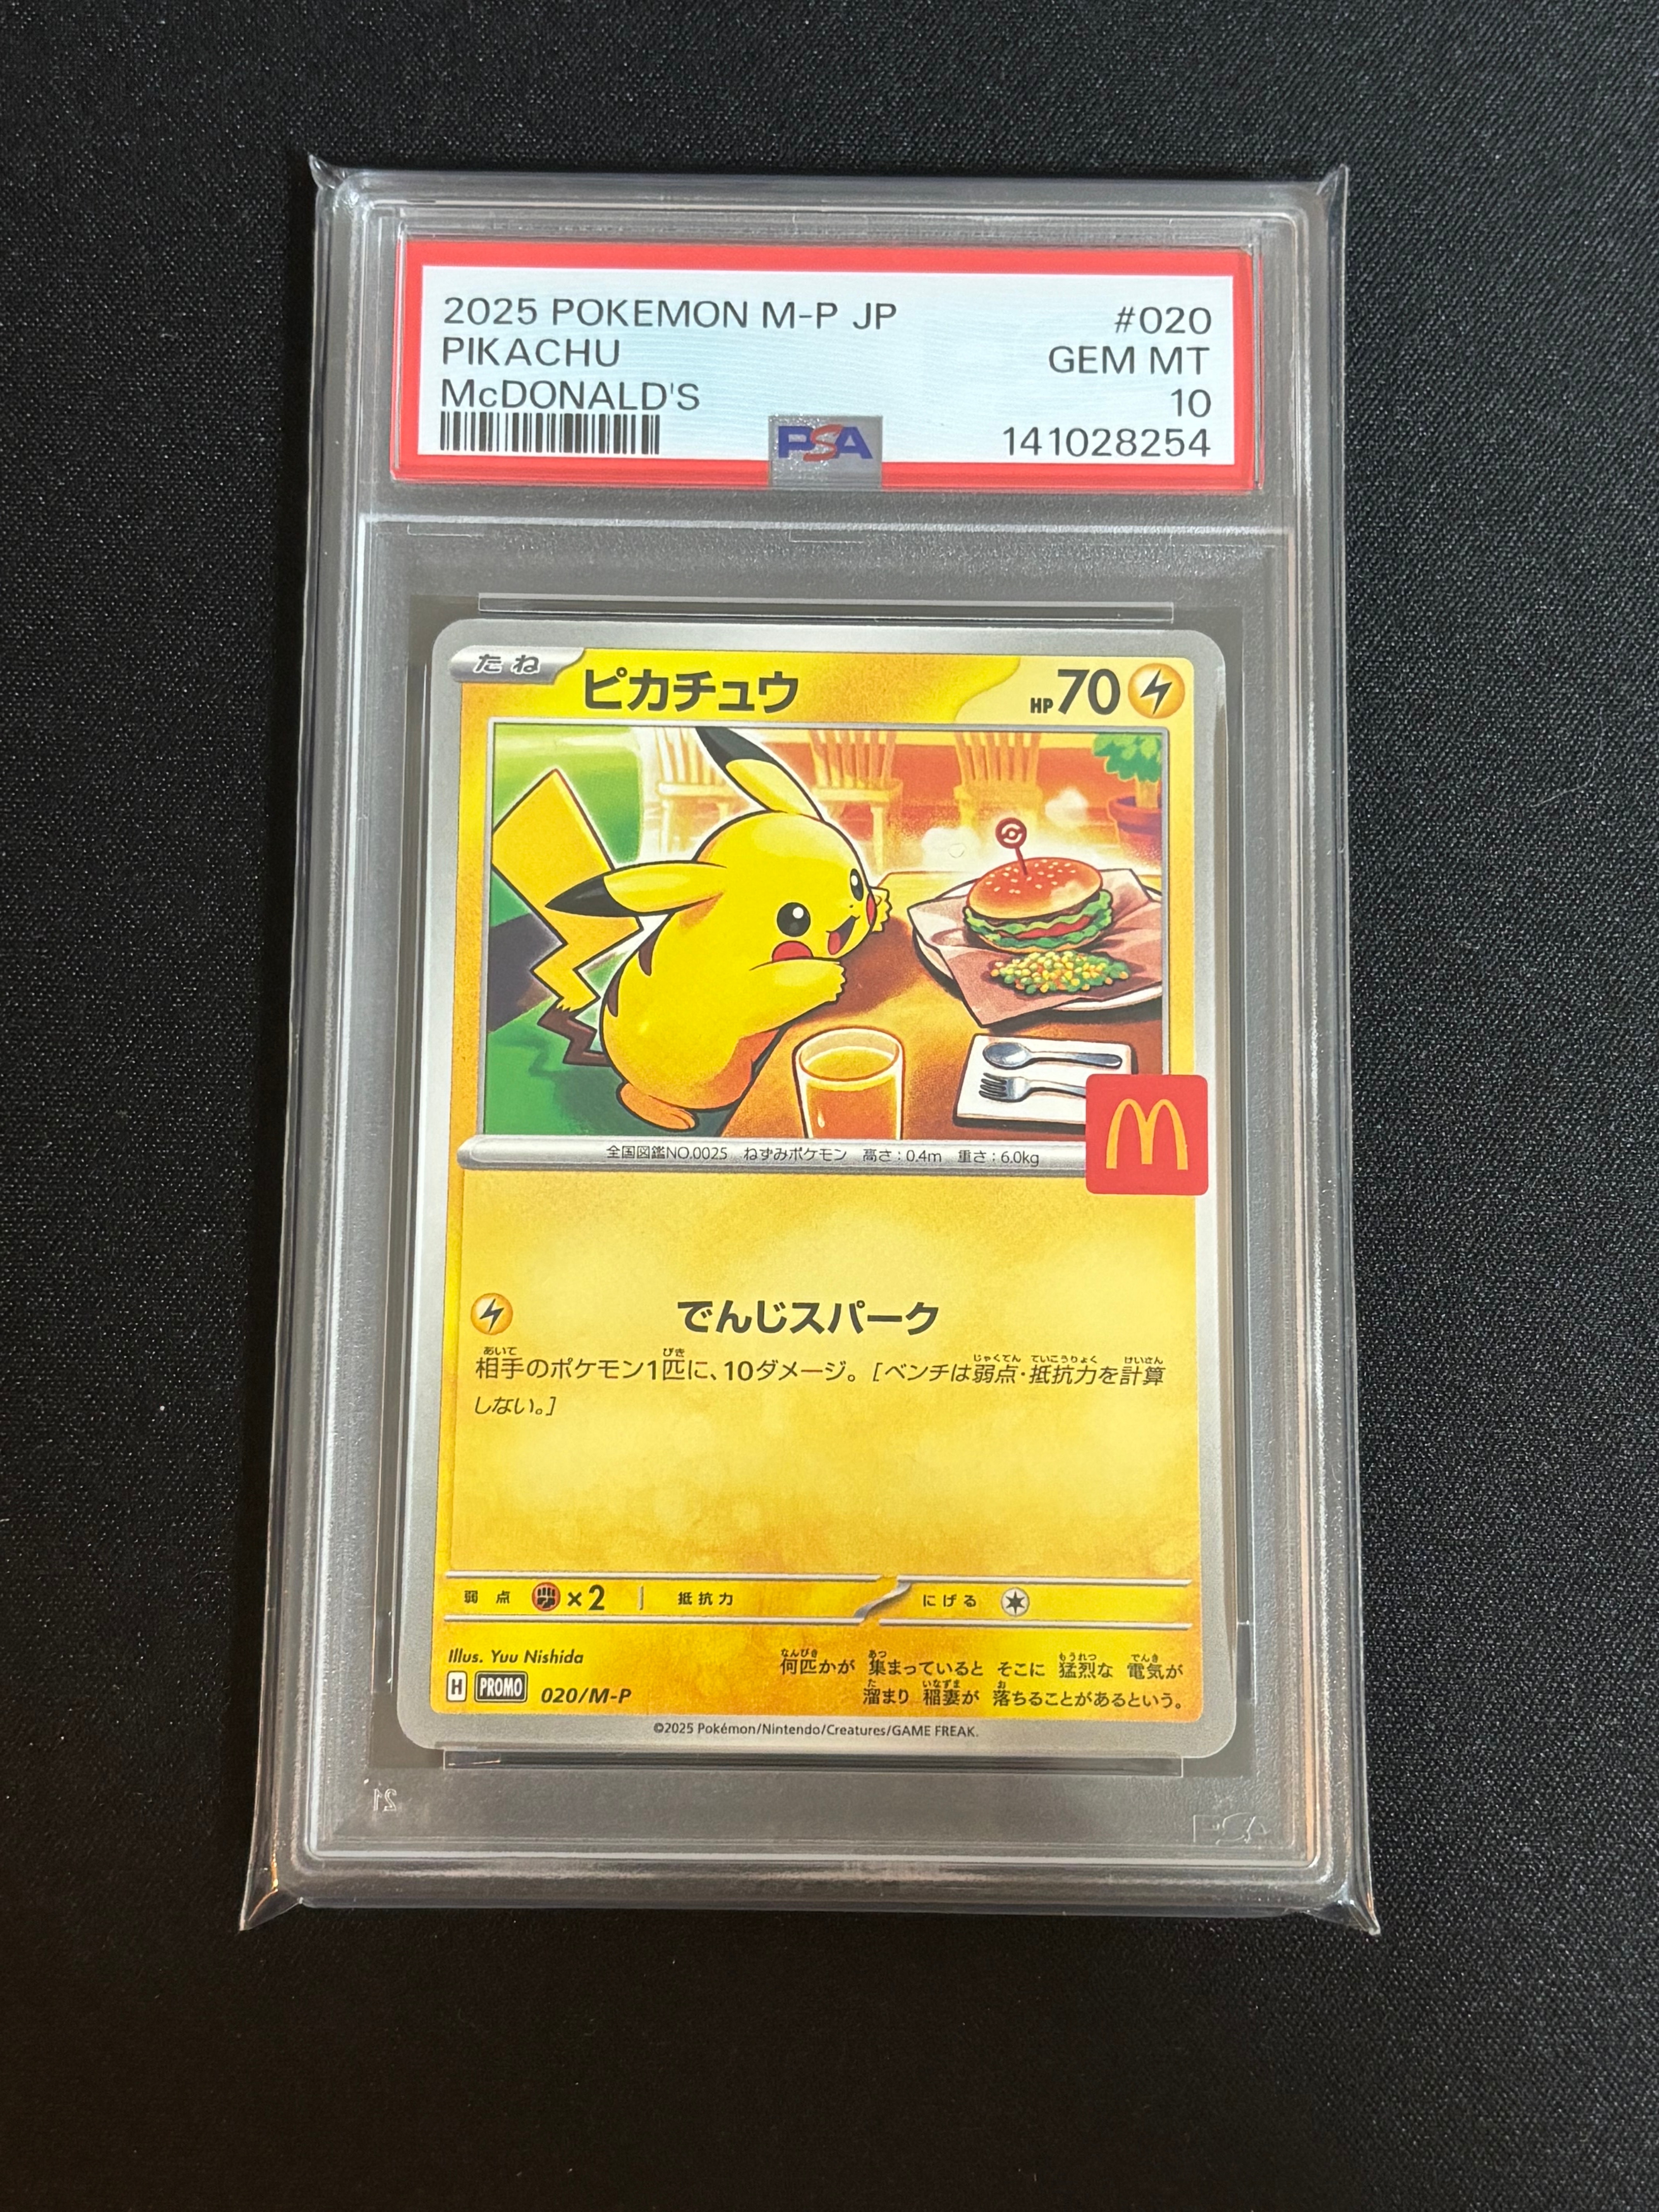 2025 POKEMON M-P JP #020
PIKACHU GEM MT
McDONALD'S 10
PSA 141028254
たね ピカチュウ HP70
全国図鑑NO.0025 ねずみポケモン 高さ:0.4m 重さ:6.0kg
でんじスパーク
相手のポケモン1匹に、10ダメージ。[ベンチは弱点・抵抗力を計算
しない。]
弱点 ×2 抵抗力 にげる
Illus. Yuu Nishida
H PROMO 020/M-P
何匹かが 集まっていると そこに 猛烈な 電気が
溜まり 稲妻が 落ちることがあるという。
©2025 Pokémon/Nintendo/Creatures/GAME FREAK.
21 PSA